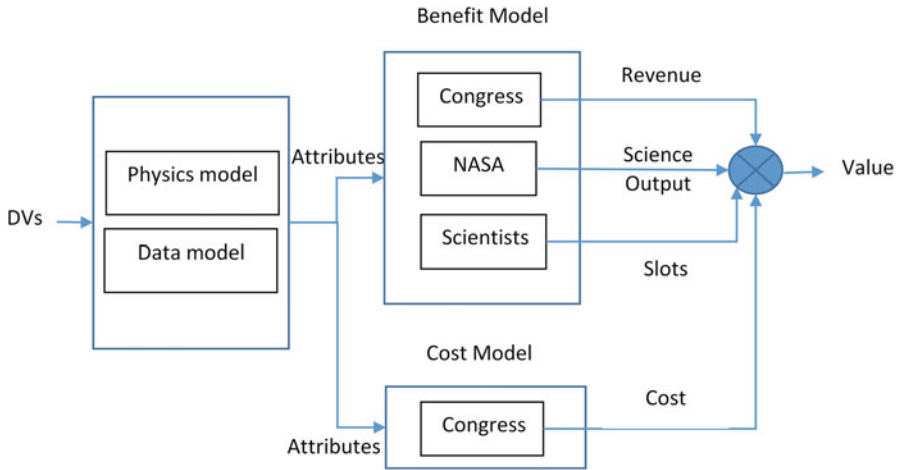 Benefit Model
Congress
Revenue
Physics model
Attributes
NASA
Science
Output
Value
DVs
Data model
Scientists
Slots
Cost Model
Congress
Cost
Attributes